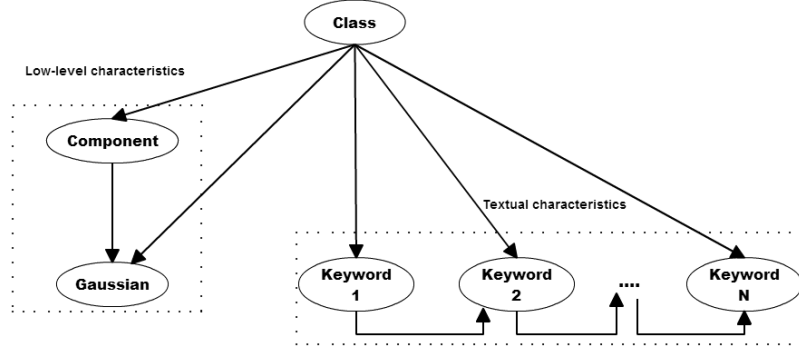 Class
Low-level characteristics
Component
Textual characteristics
Gaussian
Keyword
1
Keyword
2
....
Keyword
N